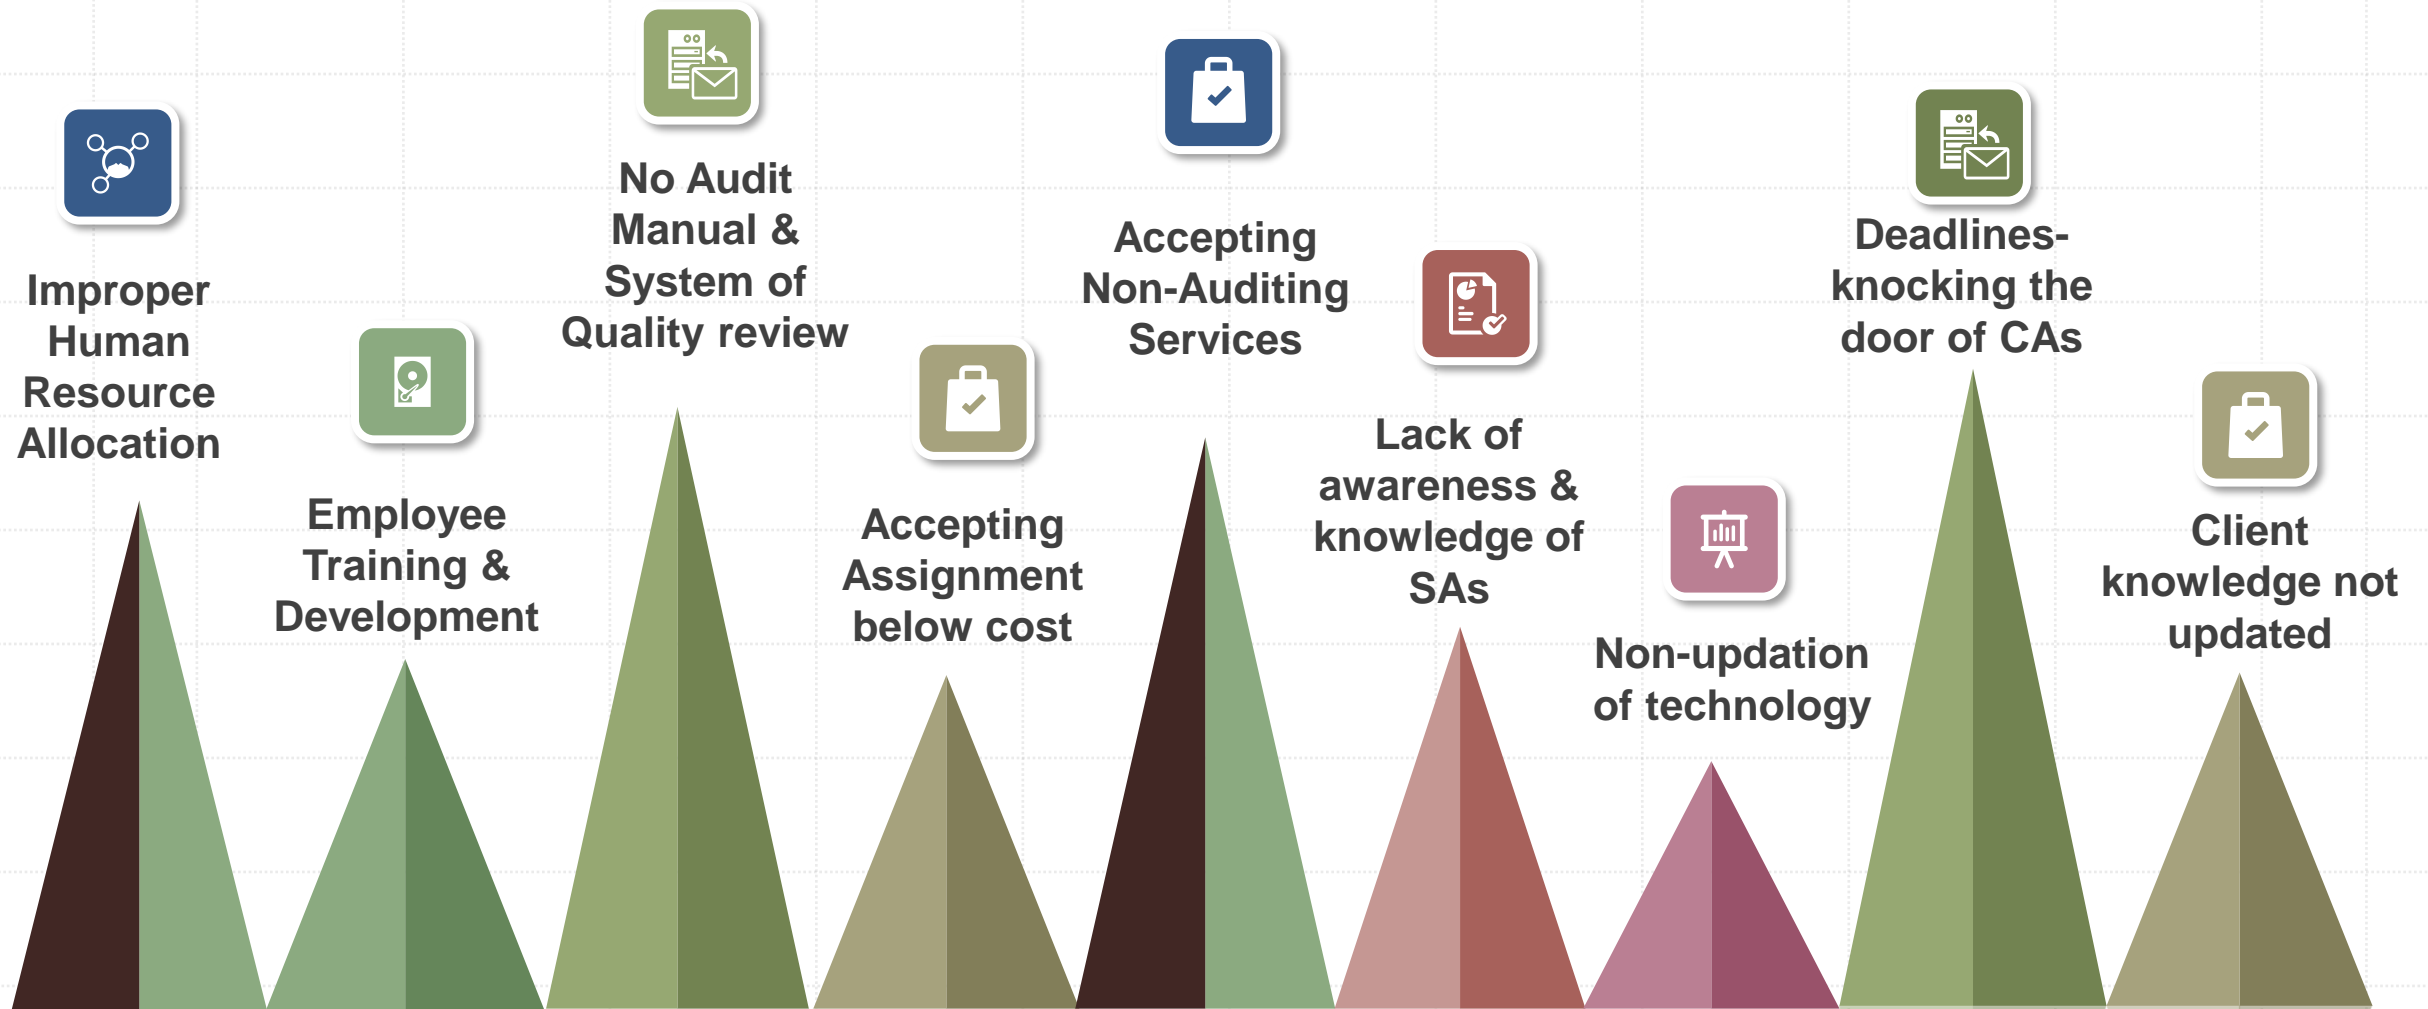 Improper
Human
Resource
Allocation
Employee
Training &
Development
No Audit
Manual &
System of
Quality review
Accepting
Assignment
below cost
Accepting
Non-Auditing
Services
Lack of
awareness &
knowledge of
SAs
Non-updation
of technology
Deadlines-
knocking the
door of CAs
Client
knowledge not
updated